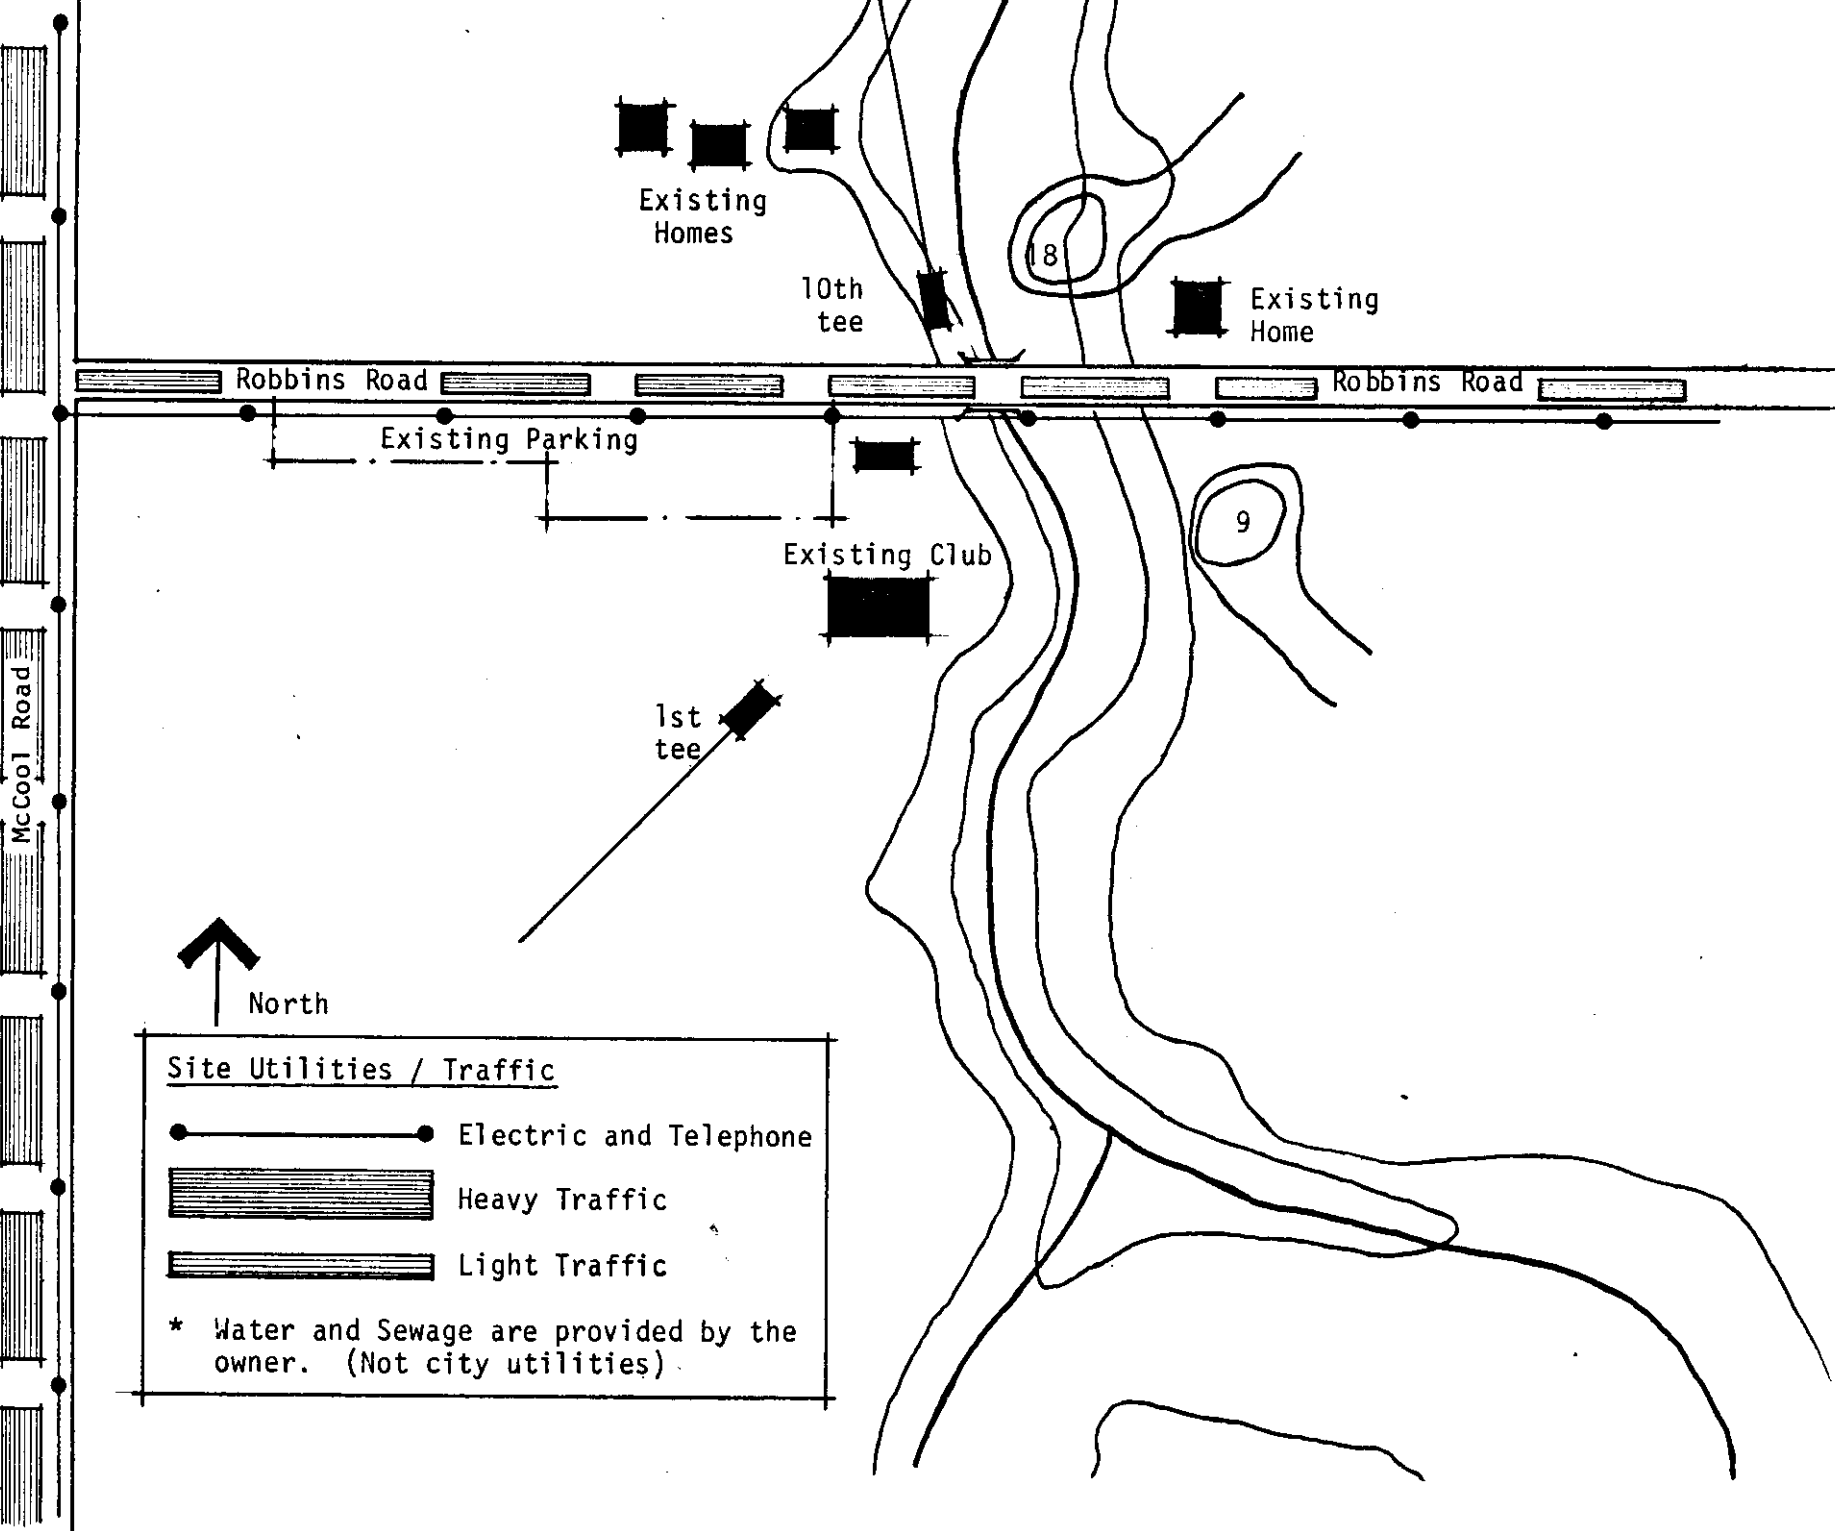 Existing
Homes
18
10th
tee
Existing
Home
Robbins Road
Robbins Road
Existing Parking
9
Existing Club
1st
tee
McCool Road
North
Site Utilities / Traffic
Electric and Telephone
Heavy Traffic
Light Traffic
* Water and Sewage are provided by the
owner. (Not city utilities)